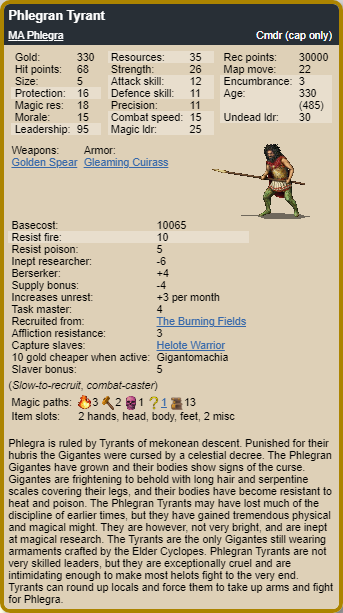 Phlegran Tyrant
MA Phlegra Cmdr (cap only)
Gold: 330 Resources: 35 Rec points: 30000
Hit points: 68 Strength: 26 Map move: 22
Size: 5 Attack skill: 12 Encumbrance: 3
Protection: 16 Defence skill: 11 Age: 330
Magic res: 18 Precision: 11 (485)
Morale: 15 Combat speed: 15 Undead ldr: 30
Leadership: 95 Magic ldr: 25
Weapons: Armor:
Golden Spear Gleaming Cuirass
Basecost: 10065
Resist fire: 10
Resist poison: 5
Inept researcher: -6
Berserker: +4
Supply bonus: -4
Increases unrest: +3 per month
Task master: 4
Recruited from: The Burning Fields
Affliction resistance: 3
Capture slaves: Helote Warrior
10 gold cheaper when active: Gigantomachia
Slaver bonus: 5
(Slow-to-recruit, combat-caster)
Magic paths: 3 2 1 ?1 13
Item slots: 2 hands, head, body, feet, 2 misc
Phlegra is ruled by Tyrants of mekonean descent. Punished for their
hubris the Gigantes were cursed by a celestial decree. The Phlegran
Gigantes have grown and their bodies show signs of the curse.
Gigantes are frightening to behold with long hair and serpentine
scales covering their legs, and their bodies have become resistant to
heat and poison. The Phlegran Tyrants may have lost much of the
discipline of earlier times, but they have gained tremendous physical
and magical might. They are however, not very bright, and are inept
at magical research. The Tyrants are the only Gigantes still wearing
armaments crafted by the Elder Cyclopes. Phlegran Tyrants are not
very skilled leaders, but they are exceptionally cruel and are
intimidating enough to make most helots fight to the very end.
Tyrants can round up locals and force them to take up arms and fight
for Phlegra.